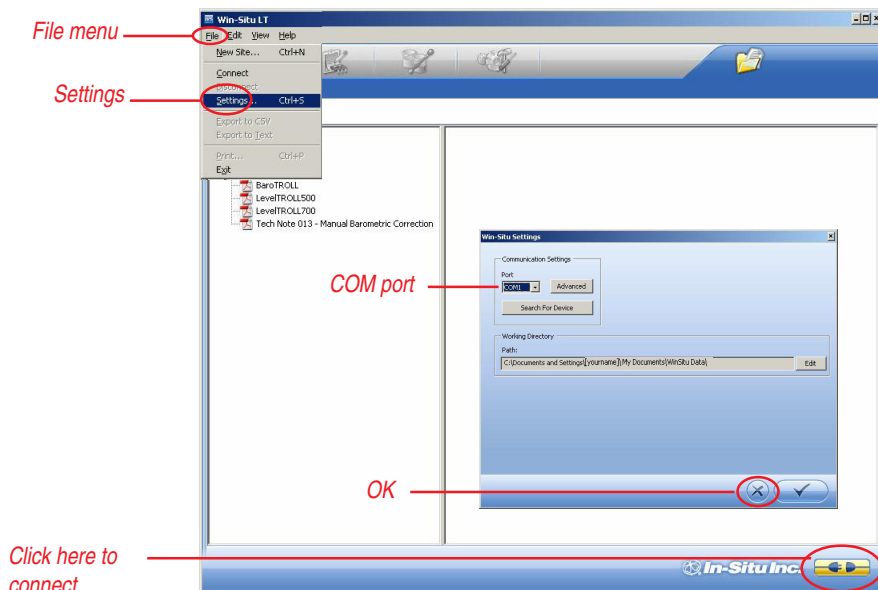 Win-Situ LT
File Edit View Help
File menu
New Site... Ctrl+N
Connect
Disconnect
Settings
Settings... Ctrl+S
Export to CSV
Export to Text
Print... Ctrl+P
Exit
BaroTROLL
LevelTROLL500
LevelTROLL700
Tech Note 013 - Manual Barometric Correction
Win-Situ Settings
Communication Settings
Port
COM port
COM1 Advanced
Search For Device
Working Directory
Path:
C:\Documents and Settings\[yourname]\My Documents\WinSitu Data\ Edit
OK
Click here to
connect
In-Situ Inc.